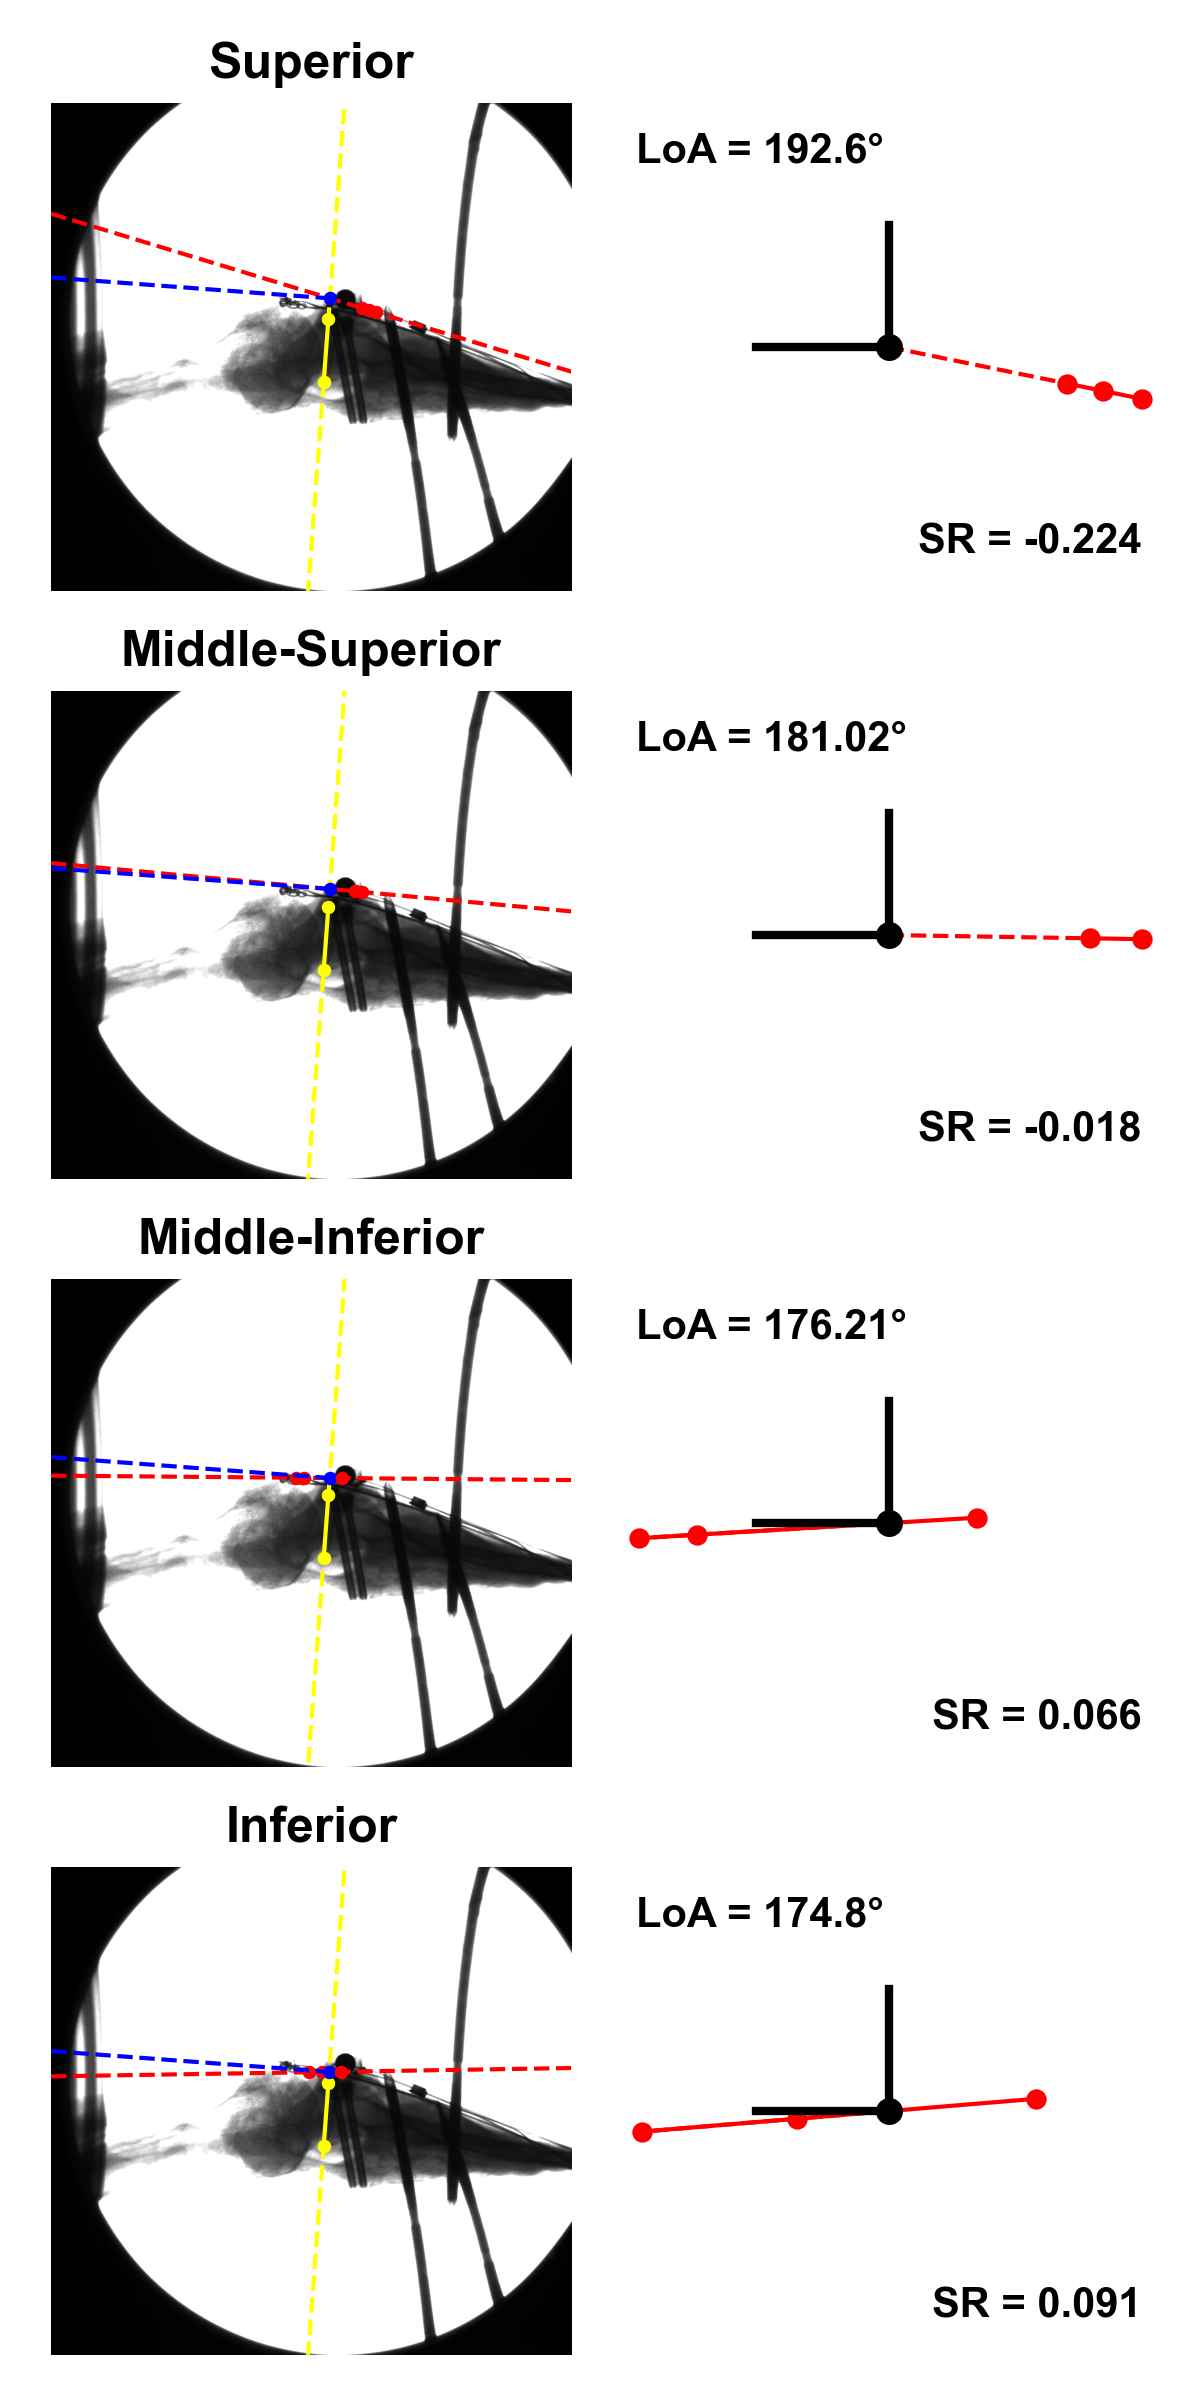 Superior
LoA = 192.6°
SR = -0.224
Middle-Superior
LoA = 181.02°
SR = -0.018
Middle-Inferior
LoA = 176.21°
SR = 0.066
Inferior
LoA = 174.8°
SR = 0.091